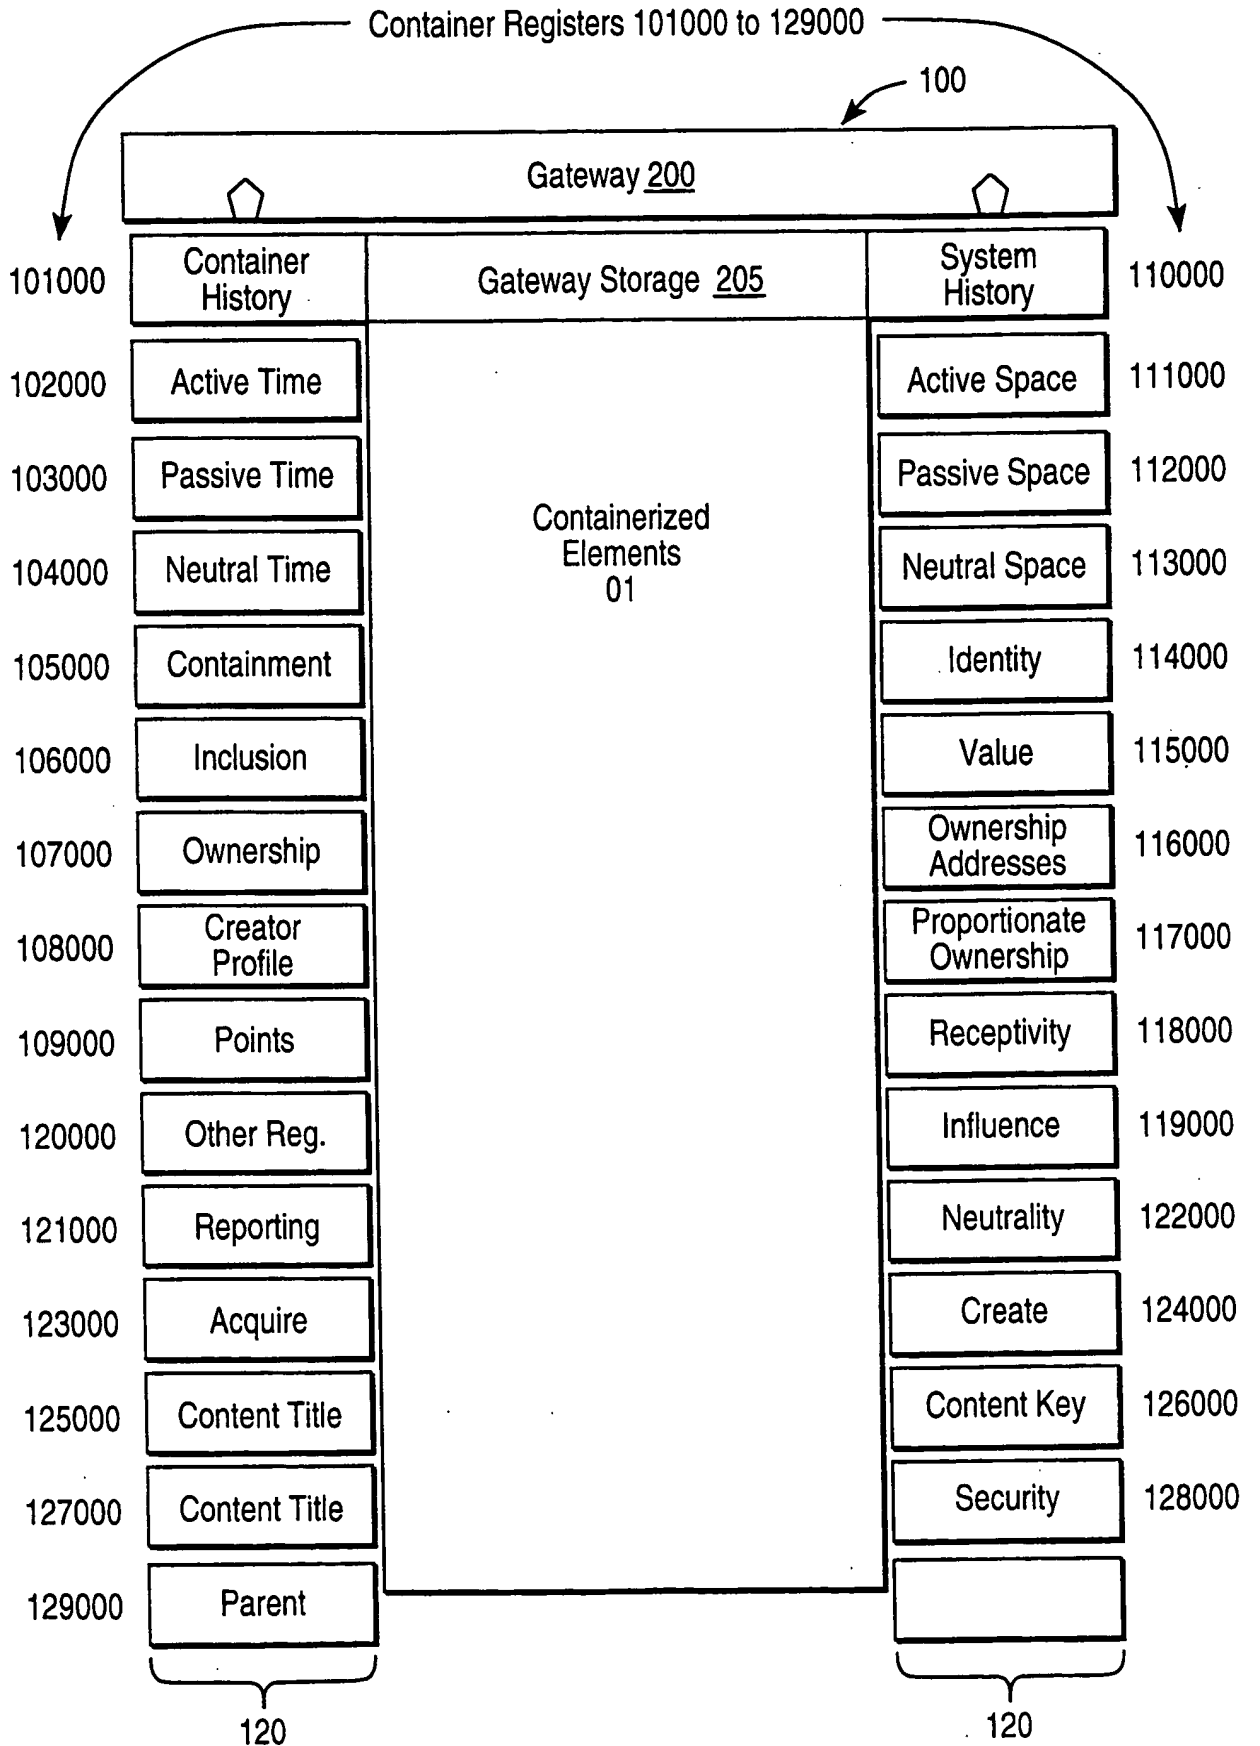 Container Registers 101000 to 129000
100
Gateway 200
101000
Container
History
Gateway Storage 205
System
History
110000
102000
Active Time
Active Space
111000
103000
Passive Time
Passive Space
112000
Containerized
Elements
01
104000
Neutral Time
Neutral Space
113000
105000
Containment
Identity
114000
106000
Inclusion
Value
115000
107000
Ownership
Ownership
Addresses
116000
108000
Creator
Profile
Proportionate
Ownership
117000
109000
Points
Receptivity
118000
120000
Other Reg.
Influence
119000
121000
Reporting
Neutrality
122000
123000
Acquire
Create
124000
125000
Content Title
Content Key
126000
127000
Content Title
Security
128000
129000
Parent
120
120